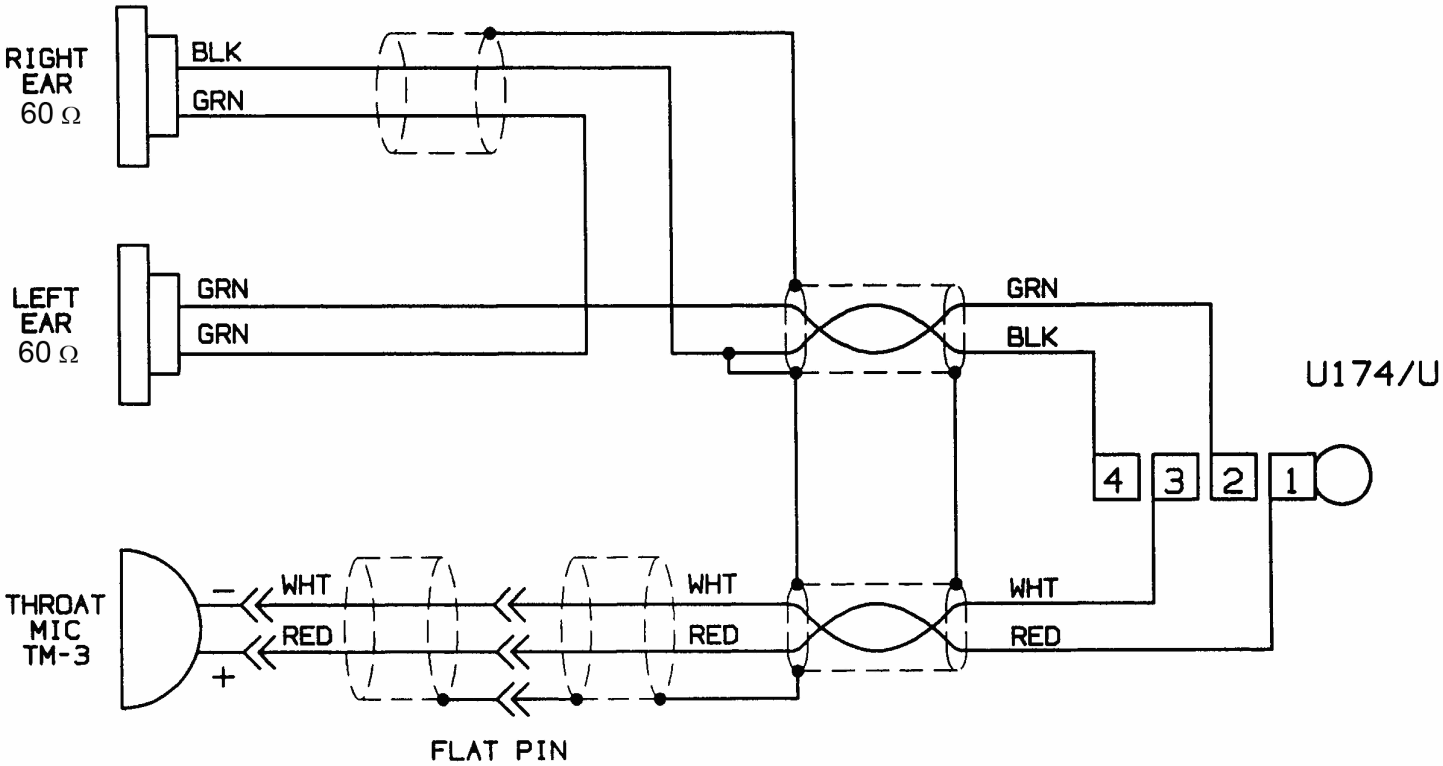 RIGHT
EAR
60 Ω
BLK
GRN
LEFT
EAR
60 Ω
GRN
GRN
GRN
BLK
U174/U
4
3
2
1
THROAT
MIC
TM-3
−
+
WHT
RED
WHT
RED
WHT
RED
FLAT PIN